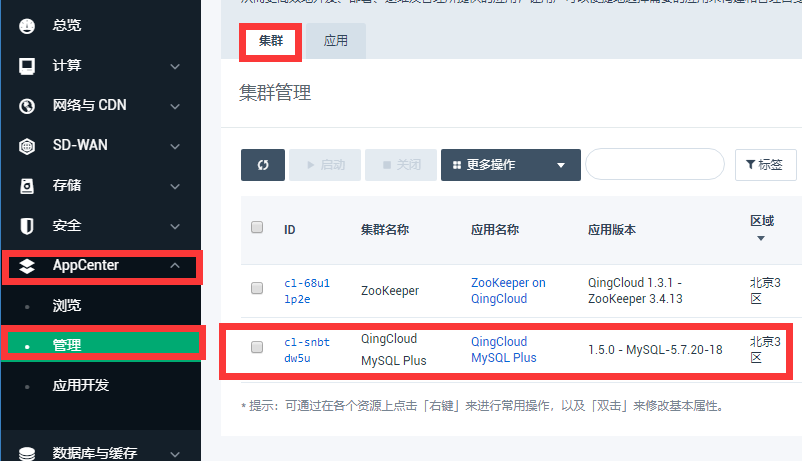 总览
计算
网络与 CDN
SD-WAN
存储
安全
AppCenter
浏览
管理
应用开发
数据库与缓存
集群 应用
集群管理
启动 关闭 更多操作 标签
ID 集群名称 应用名称 应用版本 区域
cl-68u1
lp2e
ZooKeeper
ZooKeeper on
QingCloud
QingCloud 1.3.1 -
ZooKeeper 3.4.13
北京3
区
cl-snbt
dw5u
QingCloud
MySQL Plus
QingCloud
MySQL Plus
1.5.0 - MySQL-5.7.20-18
北京3
区
* 提示：可通过在各个资源上点击「右键」来进行常用操作，以及「双击」来修改基本属性。